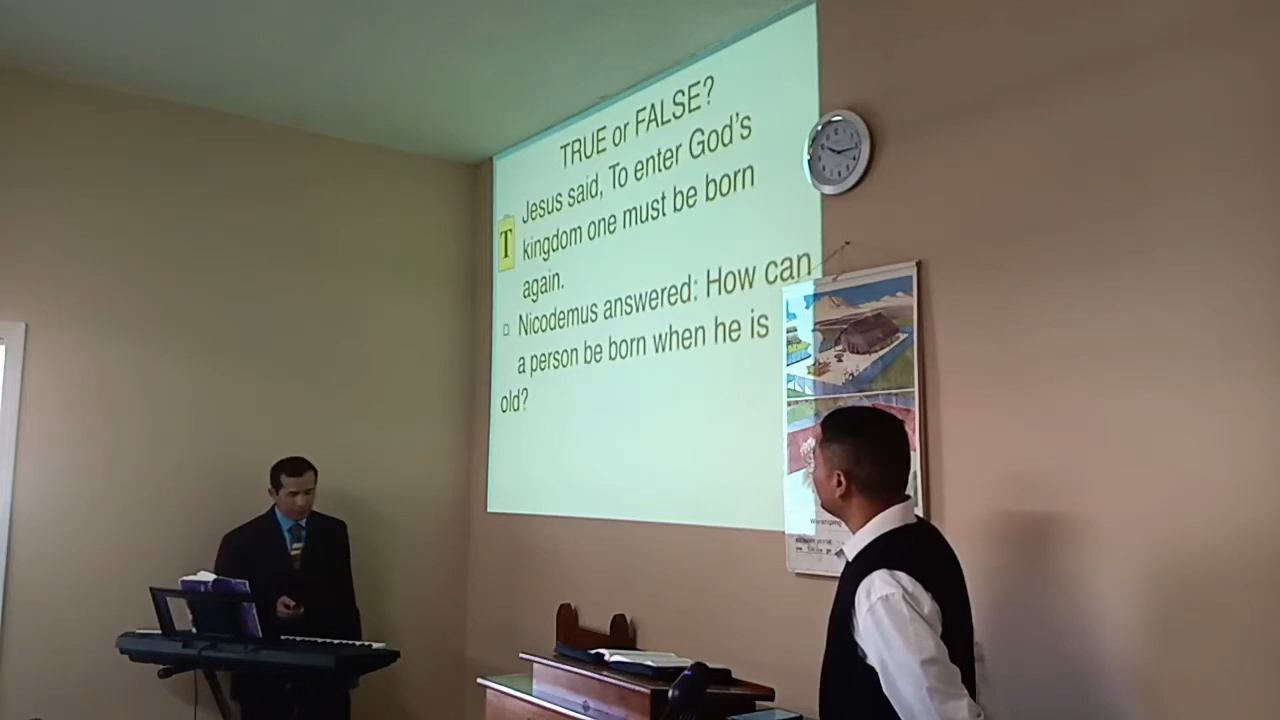 TRUE or FALSE?
Jesus said, To enter God's
T kingdom one must be born
again.
Nicodemus answered: How can
a person be born when he is
old?